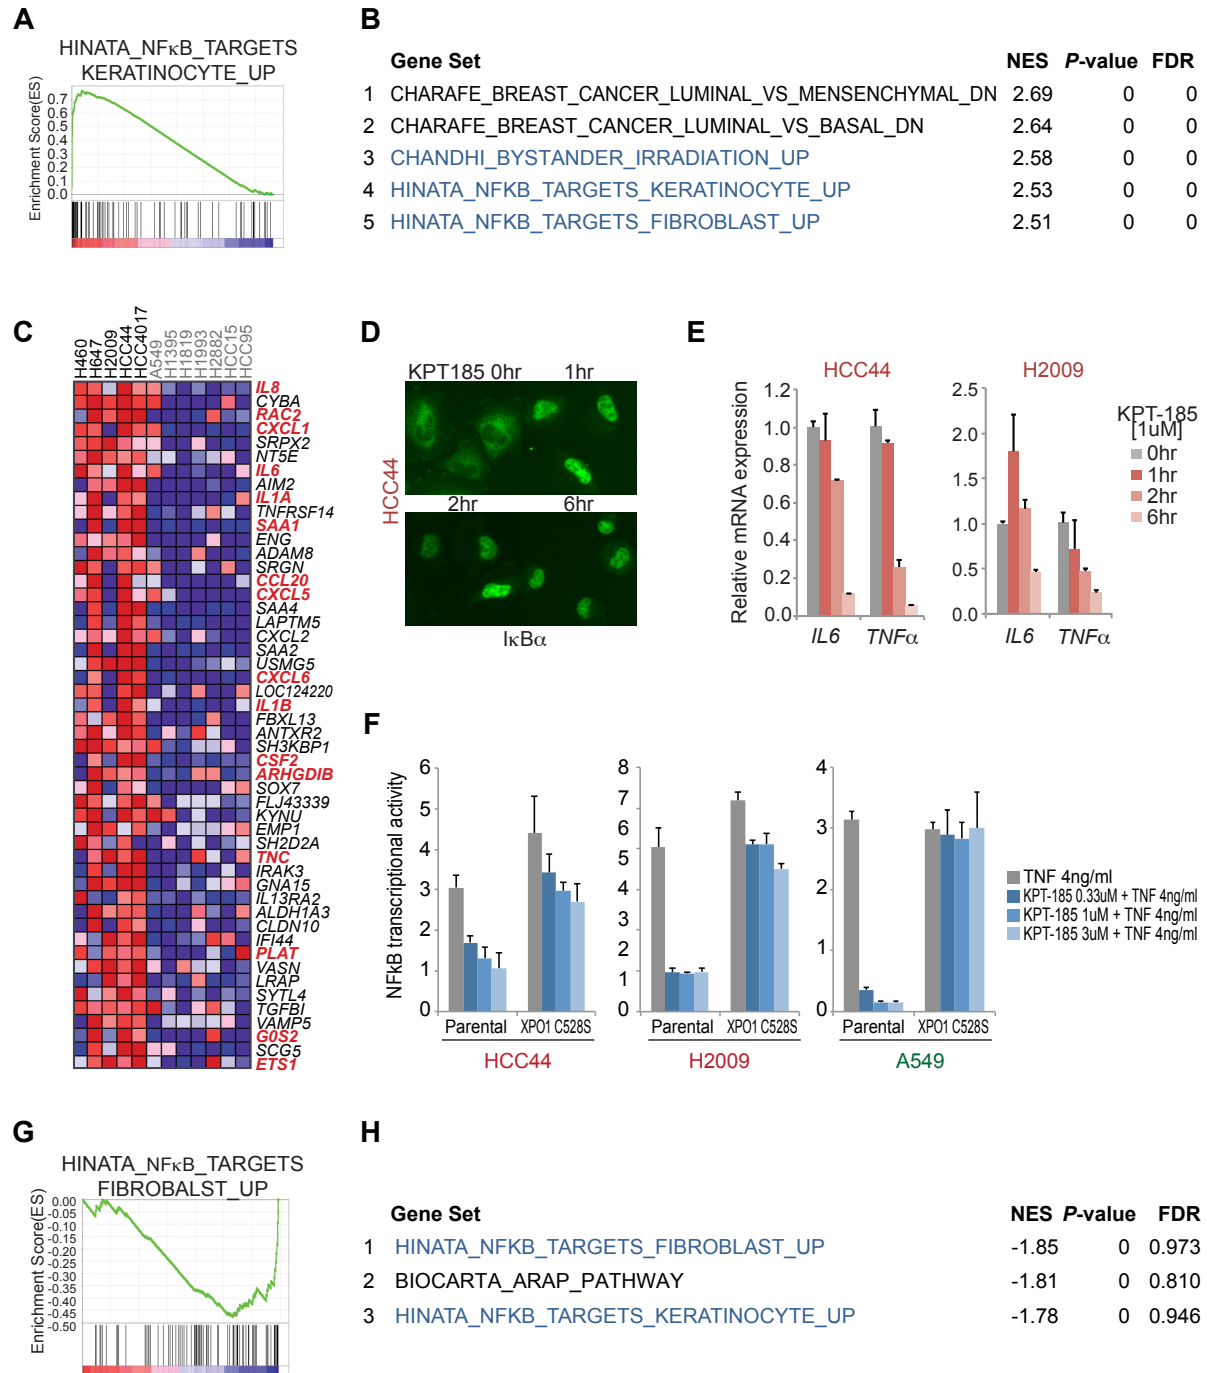 A
HINATA_NFκB_TARGETS
KERATINOCYTE_UP
Enrichment Score(ES)
0.7
0.6
0.5
0.4
0.3
0.2
0.1
0.0
B
Gene Set NES P-value FDR
1 CHARAFE_BREAST_CANCER_LUMINAL_VS_MENSENCHYMAL_DN 2.69 0 0
2 CHARAFE_BREAST_CANCER_LUMINAL_VS_BASAL_DN 2.64 0 0
3 CHANDHI_BYSTANDER_IRRADIATION_UP 2.58 0 0
4 HINATA_NFKB_TARGETS_KERATINOCYTE_UP 2.53 0 0
5 HINATA_NFKB_TARGETS_FIBROBLAST_UP 2.51 0 0
C
H460
H647
H2009
HCC44
HCC4017
A549
H1395
H1819
H1993
H2882
HCC15
HCC95
IL8
CYBA
RAC2
CXCL1
SRPX2
NT5E
IL6
AIM2
IL1A
TNFRSF14
SAA1
ENG
ADAM8
SRGN
CCL20
CXCL5
SAA4
LAPTM5
CXCL2
SAA2
USMG5
CXCL6
LOC124220
IL1B
FBXL13
ANTXR2
SH3KBP1
CSF2
ARHGDIB
SOX7
FLJ43339
KYNU
EMP1
SH2D2A
TNC
IRAK3
GNA15
IL13RA2
ALDH1A3
CLDN10
IFI44
PLAT
VASN
LRAP
SYTL4
TGFBI
VAMP5
G0S2
SCG5
ETS1
D
KPT185 0hr 1hr
2hr 6hr
HCC44
IκBα
E
HCC44
Relative mRNA expression
1.2
1.0
0.8
0.6
0.4
0.2
0.0
IL6 TNFα
H2009
2.5
2.0
1.5
1.0
0.5
0.0
IL6 TNFα
KPT-185
[1uM]
0hr
1hr
2hr
6hr
F
NFkB transcriptional activity
6
5
4
3
2
1
0
Parental XPO1 C528S
HCC44
8
7
6
5
4
3
2
1
0
Parental XPO1 C528S
H2009
4
3
2
1
0
Parental XPO1 C528S
A549
TNF 4ng/ml
KPT-185 0.33uM + TNF 4ng/ml
KPT-185 1uM + TNF 4ng/ml
KPT-185 3uM + TNF 4ng/ml
G
HINATA_NFκB_TARGETS
FIBROBALST_UP
Enrichment Score(ES)
0.00
-0.05
-0.10
-0.15
-0.20
-0.25
-0.30
-0.35
-0.40
-0.45
-0.50
H
Gene Set NES P-value FDR
1 HINATA_NFKB_TARGETS_FIBROBLAST_UP -1.85 0 0.973
2 BIOCARTA_ARAP_PATHWAY -1.81 0 0.810
3 HINATA_NFKB_TARGETS_KERATINOCYTE_UP -1.78 0 0.946